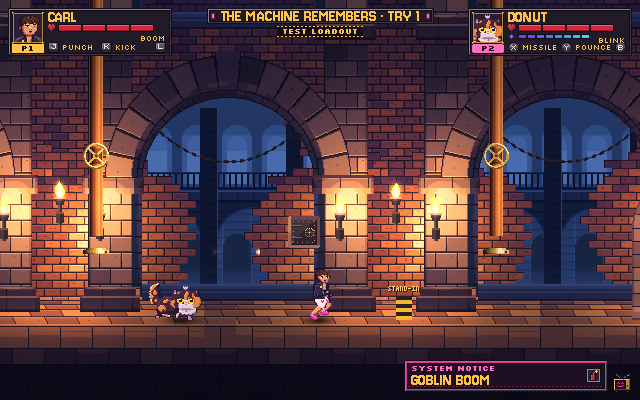 CARL
BOOM
P1
J PUNCH K KICK L
THE MACHINE REMEMBERS · TRY 1
TEST LOADOUT
DONUT
BLINK
P2
X MISSILE Y POUNCE B
STAND-IN
SYSTEM NOTICE
GOBLIN BOOM